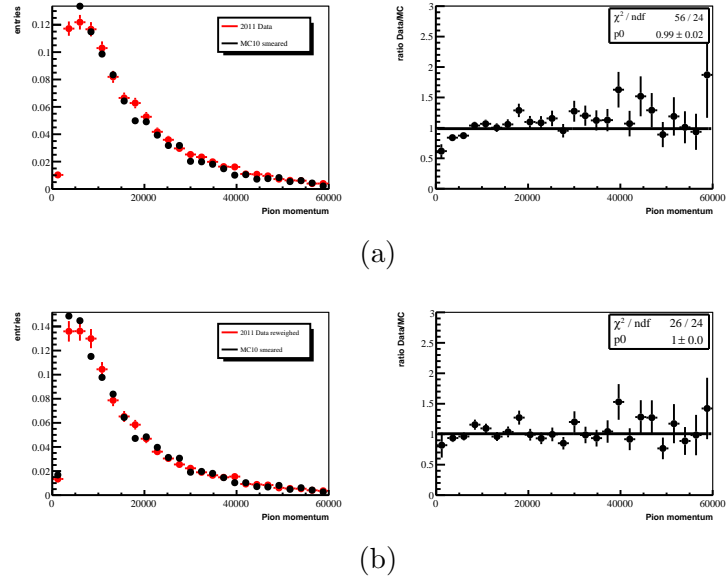 entries
0.12
0.1
0.08
0.06
0.04
0.02
0
0 20000 40000 60000
Pion momentum
2011 Data
MC10 smeared
ratio Data/MC
3
2.5
2
1.5
1
0.5
0
0 20000 40000 60000
Pion momentum
χ² / ndf 56 / 24
p0 0.99 ± 0.02
(a)
entries
0.14
0.12
0.1
0.08
0.06
0.04
0.02
0
0 20000 40000 60000
Pion momentum
2011 Data reweighed
MC10 smeared
ratio Data/MC
3
2.5
2
1.5
1
0.5
0
0 20000 40000 60000
Pion momentum
χ² / ndf 26 / 24
p0 1 ± 0.0
(b)